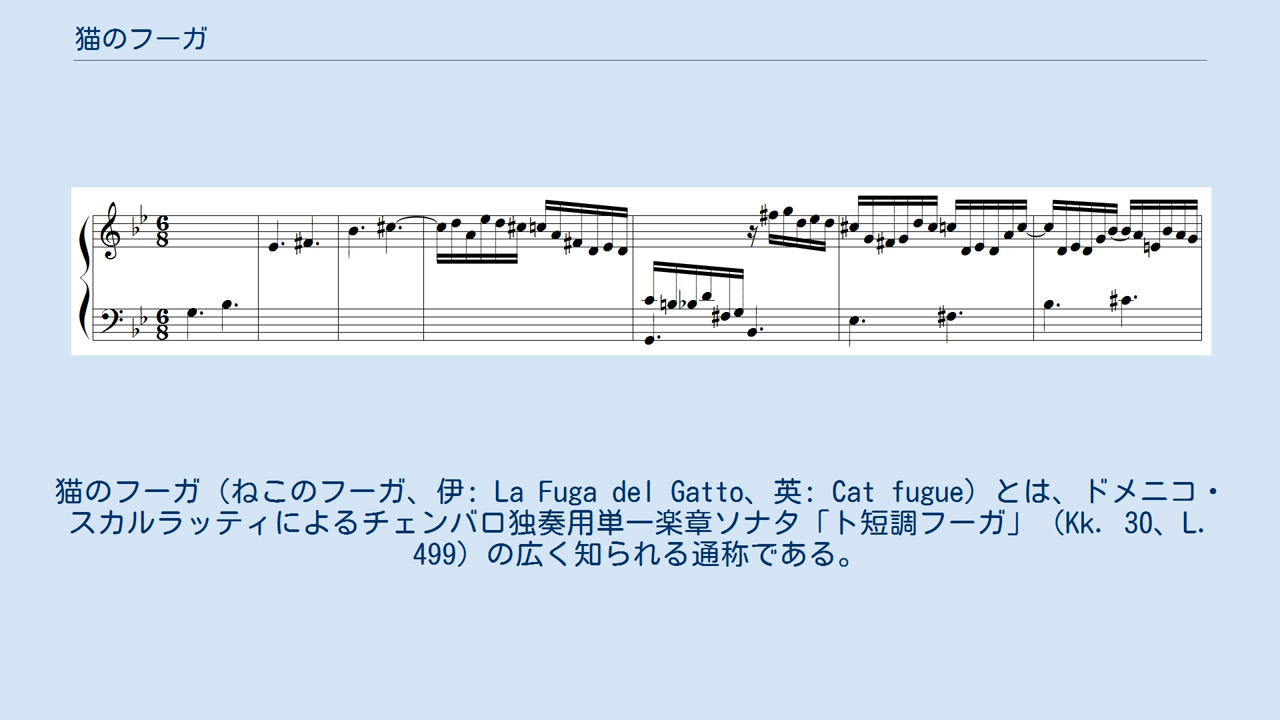 猫のフーガ
6 8
6 8
猫のフーガ（ねこのフーガ、伊: La Fuga del Gatto、英: Cat fugue）とは、ドメニコ・
スカルラッティによるチェンバロ独奏用単一楽章ソナタ「ト短調フーガ」（Kk. 30、L.
499）の広く知られる通称である。